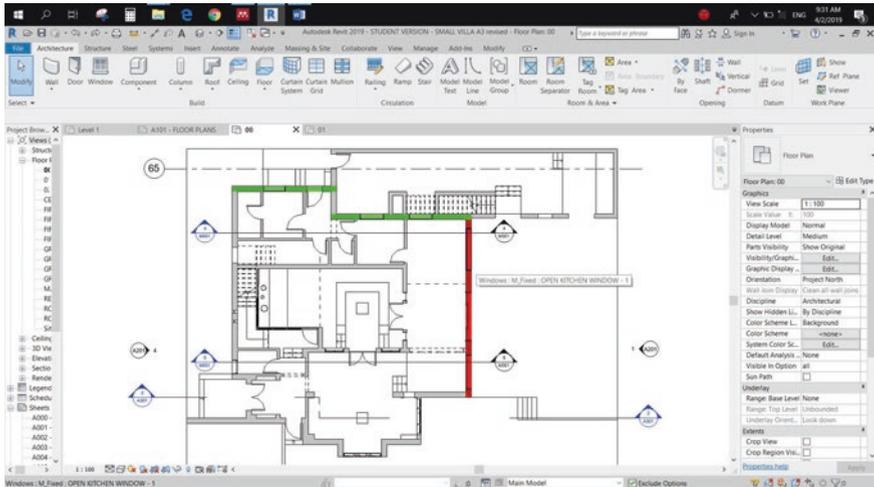 9:31 AM
ENG
4/2/2019
Autodesk Revit 2019 - STUDENT VERSION - SMALL VILLA A3 revised - Floor Plan: 00
Type a keyword or phrase
Sign In
File Architecture Structure Steel Systems Insert Annotate Analyze Massing & Site Collaborate View Manage Add-Ins Modify
Modify Wall Door Window Component Column Roof Ceiling Floor Curtain System Curtain Grid Mullion Railing Ramp Stair Model Text Model Line Model Group Room Room Separator Tag Room Area Area Boundary Tag Area By Face Shaft Wall Vertical Dormer Level Grid Set Show Ref Plane Viewer
Select Build Circulation Model Room & Area Opening Datum Work Plane
Project Brow... Level 1 A101 - FLOOR PLANS 00 01 Properties
Views (
Struct
Floor F
Ceiling
3D Vie
Elevati
Sectio
Rende
Legend
Schedu
Sheets
A000 -
A001 -
A002 -
A003 -
A004 -
65
Windows : M_Fixed : OPEN KITCHEN WINDOW - 1
A201 4
1 A201
Floor Plan
Floor Plan: 00 Edit Type
Graphics
View Scale 1 : 100
Scale Value 1: 100
Display Model Normal
Detail Level Medium
Parts Visibility Show Original
Visibility/Graphi... Edit...
Graphic Display ... Edit...
Orientation Project North
Wall Join Display Clean all wall joins
Discipline Architectural
Show Hidden Li... By Discipline
Color Scheme L... Background
Color Scheme <none>
System Color Sc... Edit...
Default Analysis ... None
Visible In Option all
Sun Path
Underlay
Range: Base Level None
Range: Top Level Unbounded
Underlay Orient... Look down
Extents
Crop View
Crop Region Visi...
Properties help Apply
1 : 100
Windows : M_Fixed : OPEN KITCHEN WINDOW - 1
Main Model
Exclude Options